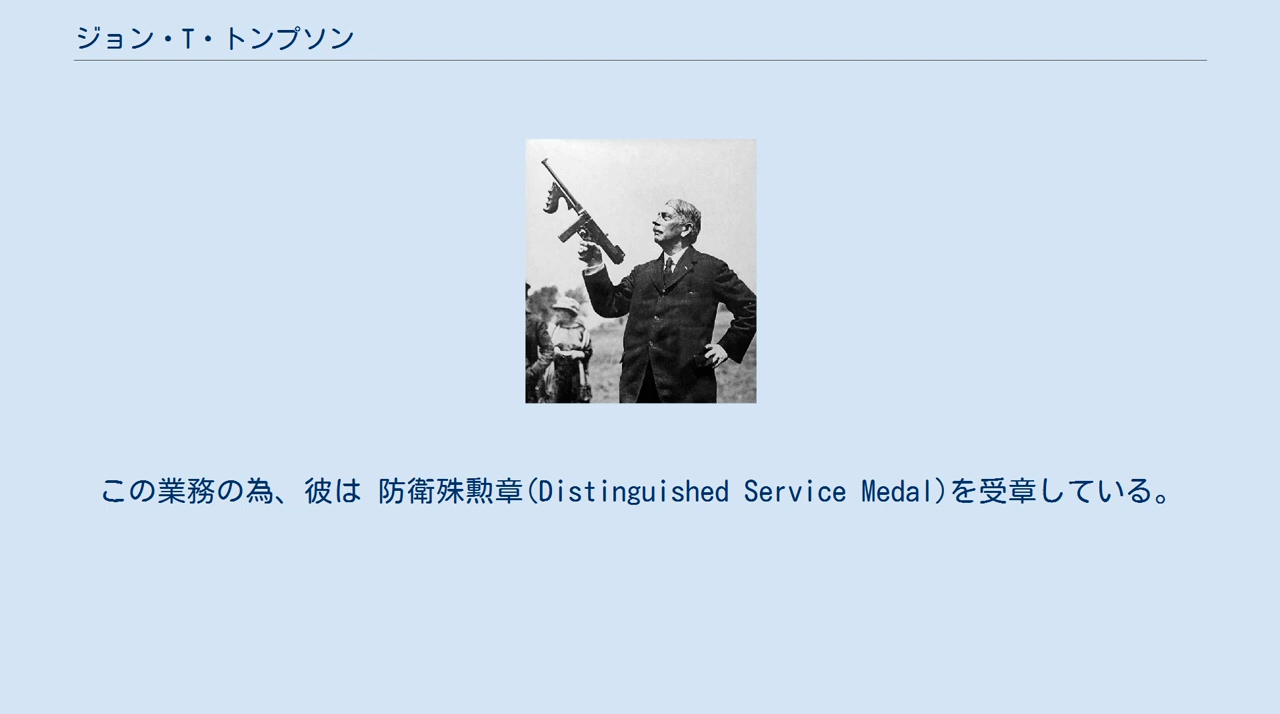 ジョン・T・トンプソン
この業務の為、彼は 防衛殊勲章(Distinguished Service Medal)を受章している。